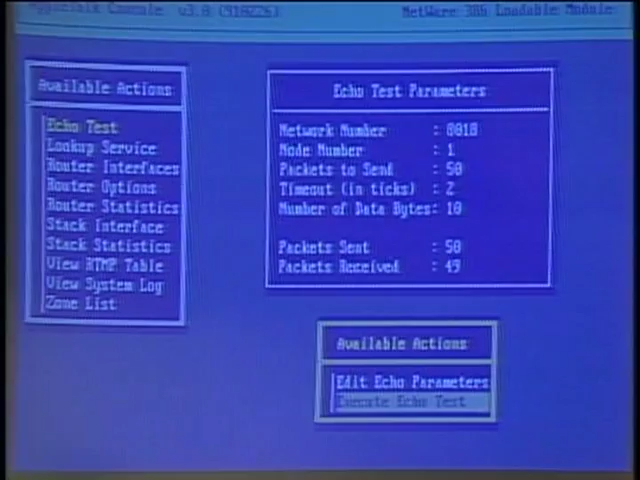 AppleTalk Console v3.0 (910226)
NetWare 386 Loadable Module
Available Actions
Echo Test
Lookup Service
Router Interfaces
Router Options
Router Statistics
Stack Interface
Stack Statistics
View RTMP Table
View System Log
Zone List
Echo Test Parameters
Network Number : 8018
Node Number : 1
Packets to Send : 50
Timeout (in ticks) : 2
Number of Data Bytes: 10
Packets Sent : 50
Packets Received : 49
Available Actions
Edit Echo Parameters
Execute Echo Test